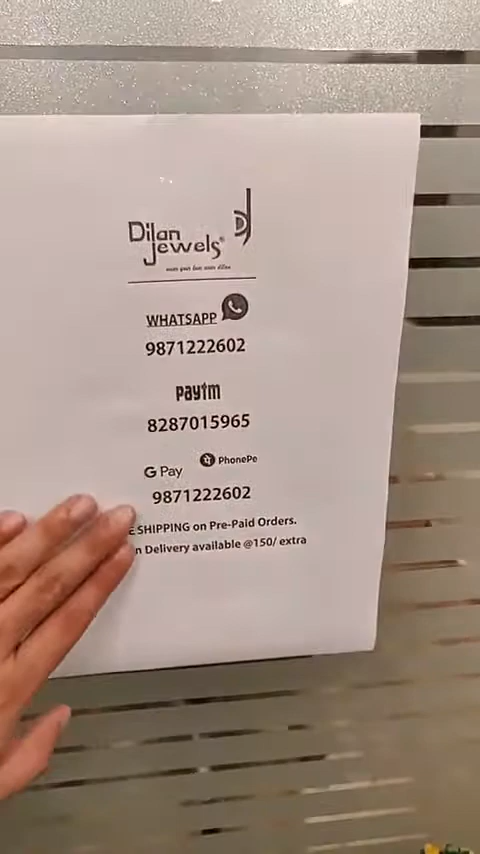 Dilan
Jewels®
WHATSAPP
9871222602
Paytm
8287015965
G Pay PhonePe
9871222602
SHIPPING on Pre-Paid Orders.
Delivery available @150/ extra